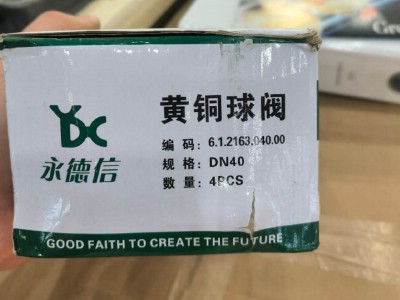 YDX
永德信
黄铜球阀
编 码: 6.1.2163.040.00
规 格: DN40
数 量: 4PCS
GOOD FAITH TO CREATE THE FUTURE
Gre